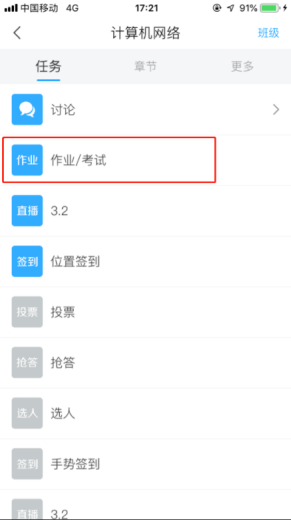 中国移动 4G 17:21 91%
计算机网络 班级
任务 章节 更多
讨论
作业 作业/考试
直播 3.2
签到 位置签到
投票 投票
抢答 抢答
选人 选人
签到 手势签到
直播 3.2